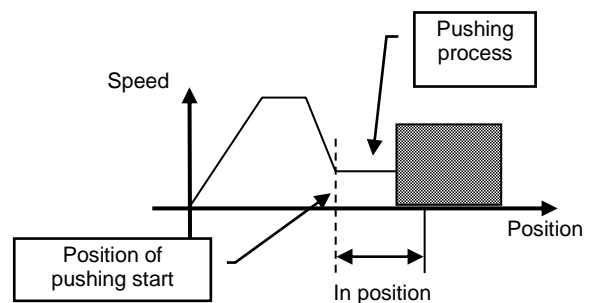 Pushing
process
Speed
Position
Position of
pushing start
In position